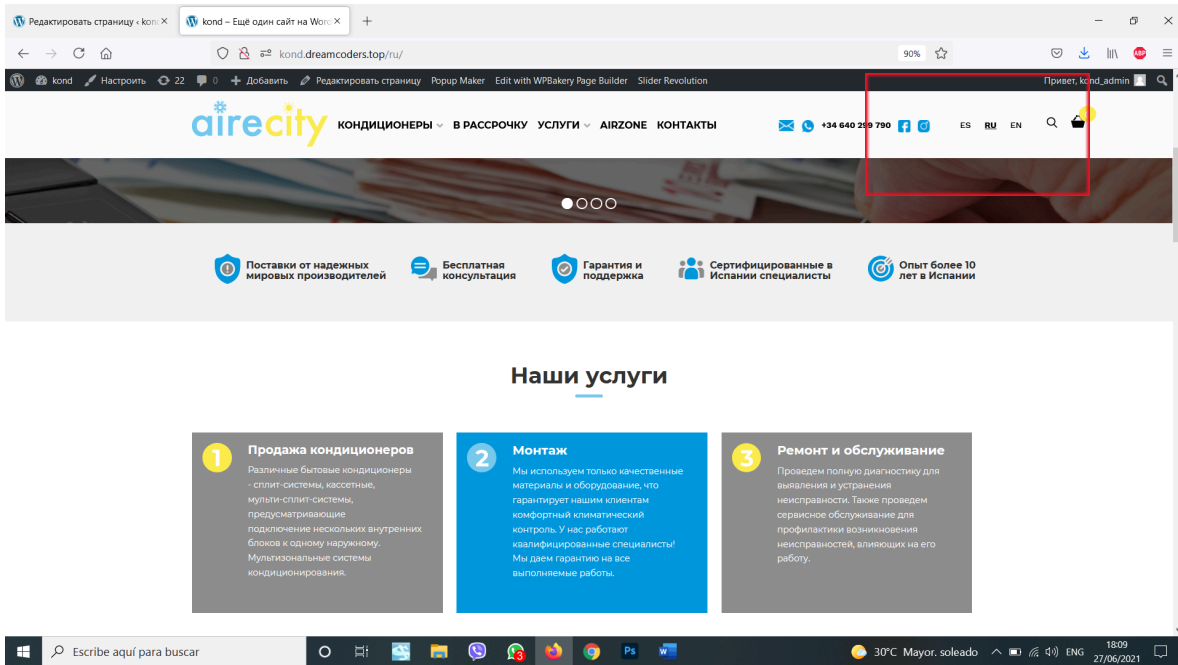 Редактировать страницу ‹ kon
kond – Ещё один сайт на Word
kond.dreamcoders.top/ru/
90%
ABP
kond Настроить 22 0 Добавить Редактировать страницу Popup Maker Edit with WPBakery Page Builder Slider Revolution Привет, kond_admin
airecity
КОНДИЦИОНЕРЫ В РАССРОЧКУ УСЛУГИ AIRZONE КОНТАКТЫ
+34 640 299 790
ES RU EN
Поставки от надежных
мировых производителей
Бесплатная
консультация
Гарантия и
поддержка
Сертифицированные в
Испании специалисты
Опыт более 10
лет в Испании
Наши услуги
1
Продажа кондиционеров
Различные бытовые кондиционеры
- сплит-системы, кассетные,
мульти-сплит-системы,
предусматривающие
подключение нескольких внутренних
блоков к одному наружному.
Мультизональные системы
кондиционирования.
2
Монтаж
Мы используем только качественные
материалы и оборудование, что
гарантирует нашим клиентам
комфортный климатический
контроль. У нас работают
квалифицированные специалисты!
Мы даем гарантию на все
выполняемые работы.
3
Ремонт и обслуживание
Проведем полную диагностику для
выявления и устранения
неисправности. Также проведем
сервисное обслуживание для
профилактики возникновения
неисправностей, влияющих на его
работу.
Escribe aquí para buscar
Ps
30°C Mayor. soleado
ENG
18:09
27/06/2021